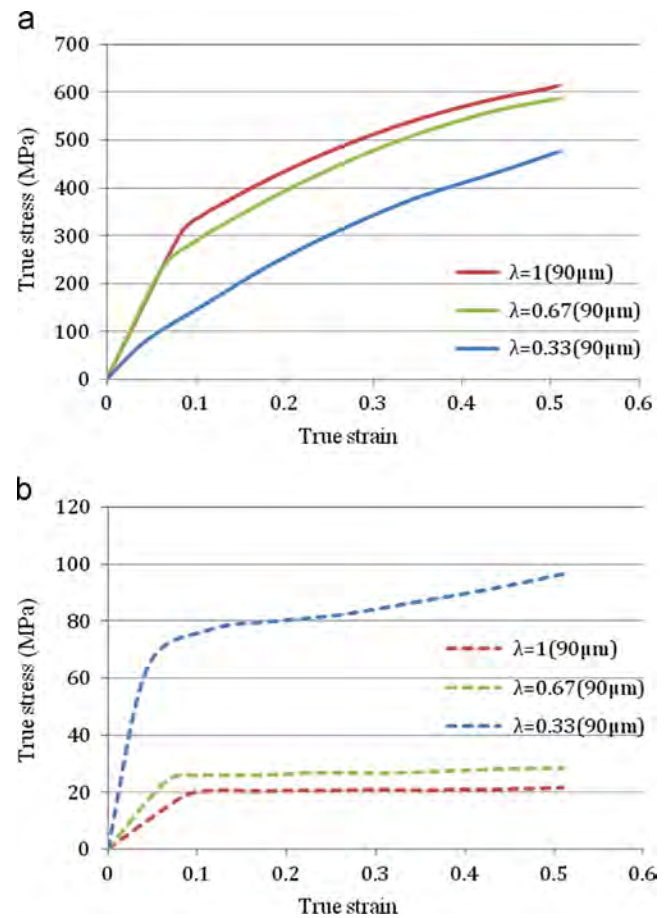 a
700
600
500
400
300
200
100
0
True stress (MPa)
λ=1(90μm)
λ=0.67(90μm)
λ=0.33(90μm)
0 0.1 0.2 0.3 0.4 0.5 0.6
True strain
b
120
100
80
60
40
20
0
True stress (MPa)
λ=1(90μm)
λ=0.67(90μm)
λ=0.33(90μm)
0 0.1 0.2 0.3 0.4 0.5 0.6
True strain